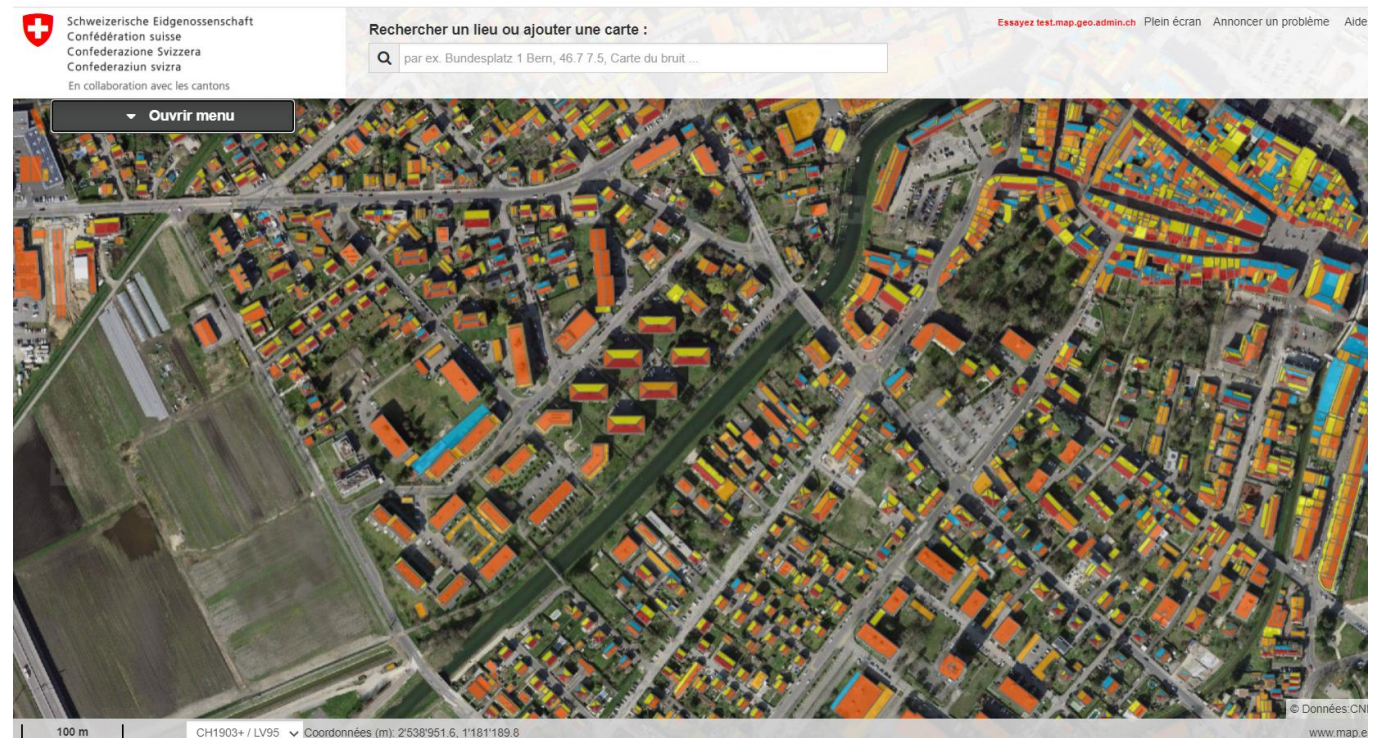 Schweizerische Eidgenossenschaft
Confédération suisse
Confederazione Svizzera
Confederaziun svizra
En collaboration avec les cantons
Rechercher un lieu ou ajouter une carte :
par ex. Bundesplatz 1 Bern, 46.7 7.5, Carte du bruit ...
Essayez test.map.geo.admin.ch Plein écran Annoncer un problème Aide
Ouvrir menu
© Données:CN
100 m
CH1903+ / LV95 Coordonnées (m): 2'538'951.6, 1'181'189.8
www.map.e